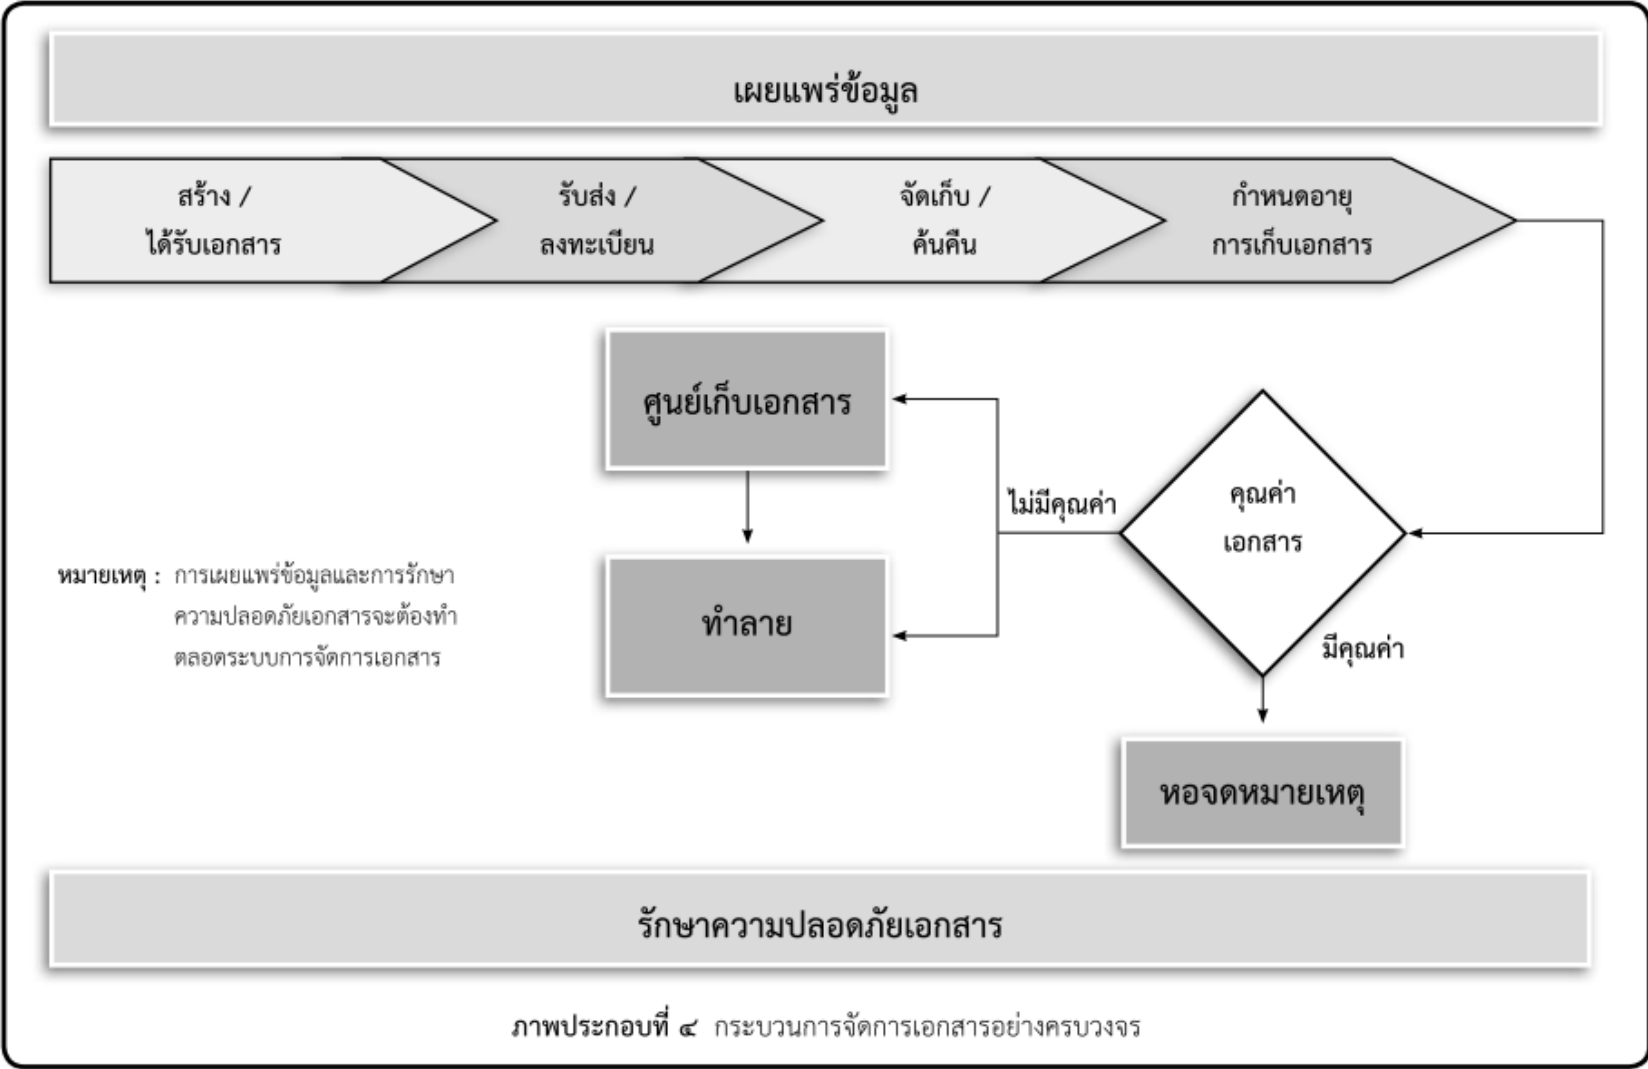 เผยแพร่ข้อมูล
สร้าง /
ได้รับเอกสาร
รับส่ง /
ลงทะเบียน
จัดเก็บ /
ค้นคืน
กำหนดอายุ
การเก็บเอกสาร
ศูนย์เก็บเอกสาร
ไม่มีคุณค่า
คุณค่า
เอกสาร
หมายเหตุ : การเผยแพร่ข้อมูลและการรักษา
ความปลอดภัยเอกสารจะต้องทำ
ตลอดระบบการจัดการเอกสาร
ทำลาย
มีคุณค่า
หอจดหมายเหตุ
รักษาความปลอดภัยเอกสาร
ภาพประกอบที่ ๔ กระบวนการจัดการเอกสารอย่างครบวงจร